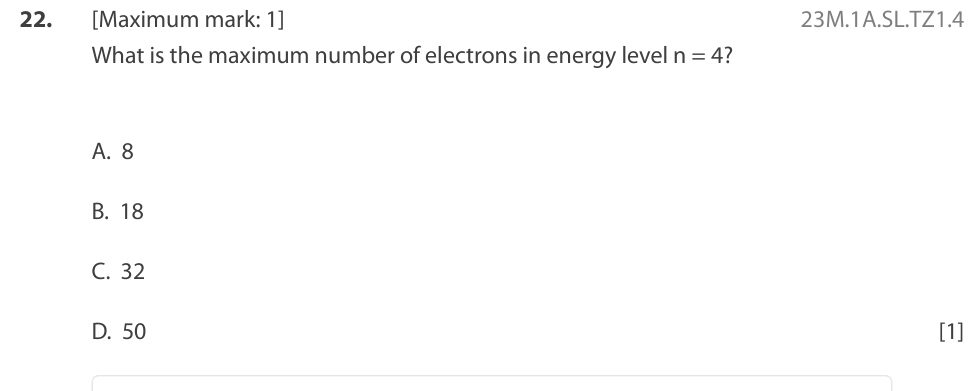 22. [Maximum mark: 1] 23M.1A.SL.TZ1.4
What is the maximum number of electrons in energy level n = 4?
A. 8
B. 18
C. 32
D. 50 [1]